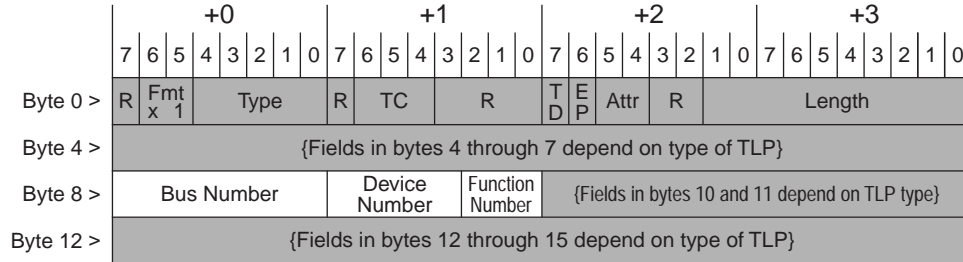 +0 +1 +2 +3
7 6 5 4 3 2 1 0 7 6 5 4 3 2 1 0 7 6 5 4 3 2 1 0 7 6 5 4 3 2 1 0
Byte 0 > R Fmt x 1 Type R TC R TD EP Attr R Length
Byte 4 > {Fields in bytes 4 through 7 depend on type of TLP}
Byte 8 > Bus Number Device Number Function Number {Fields in bytes 10 and 11 depend on TLP type}
Byte 12 > {Fields in bytes 12 through 15 depend on type of TLP}